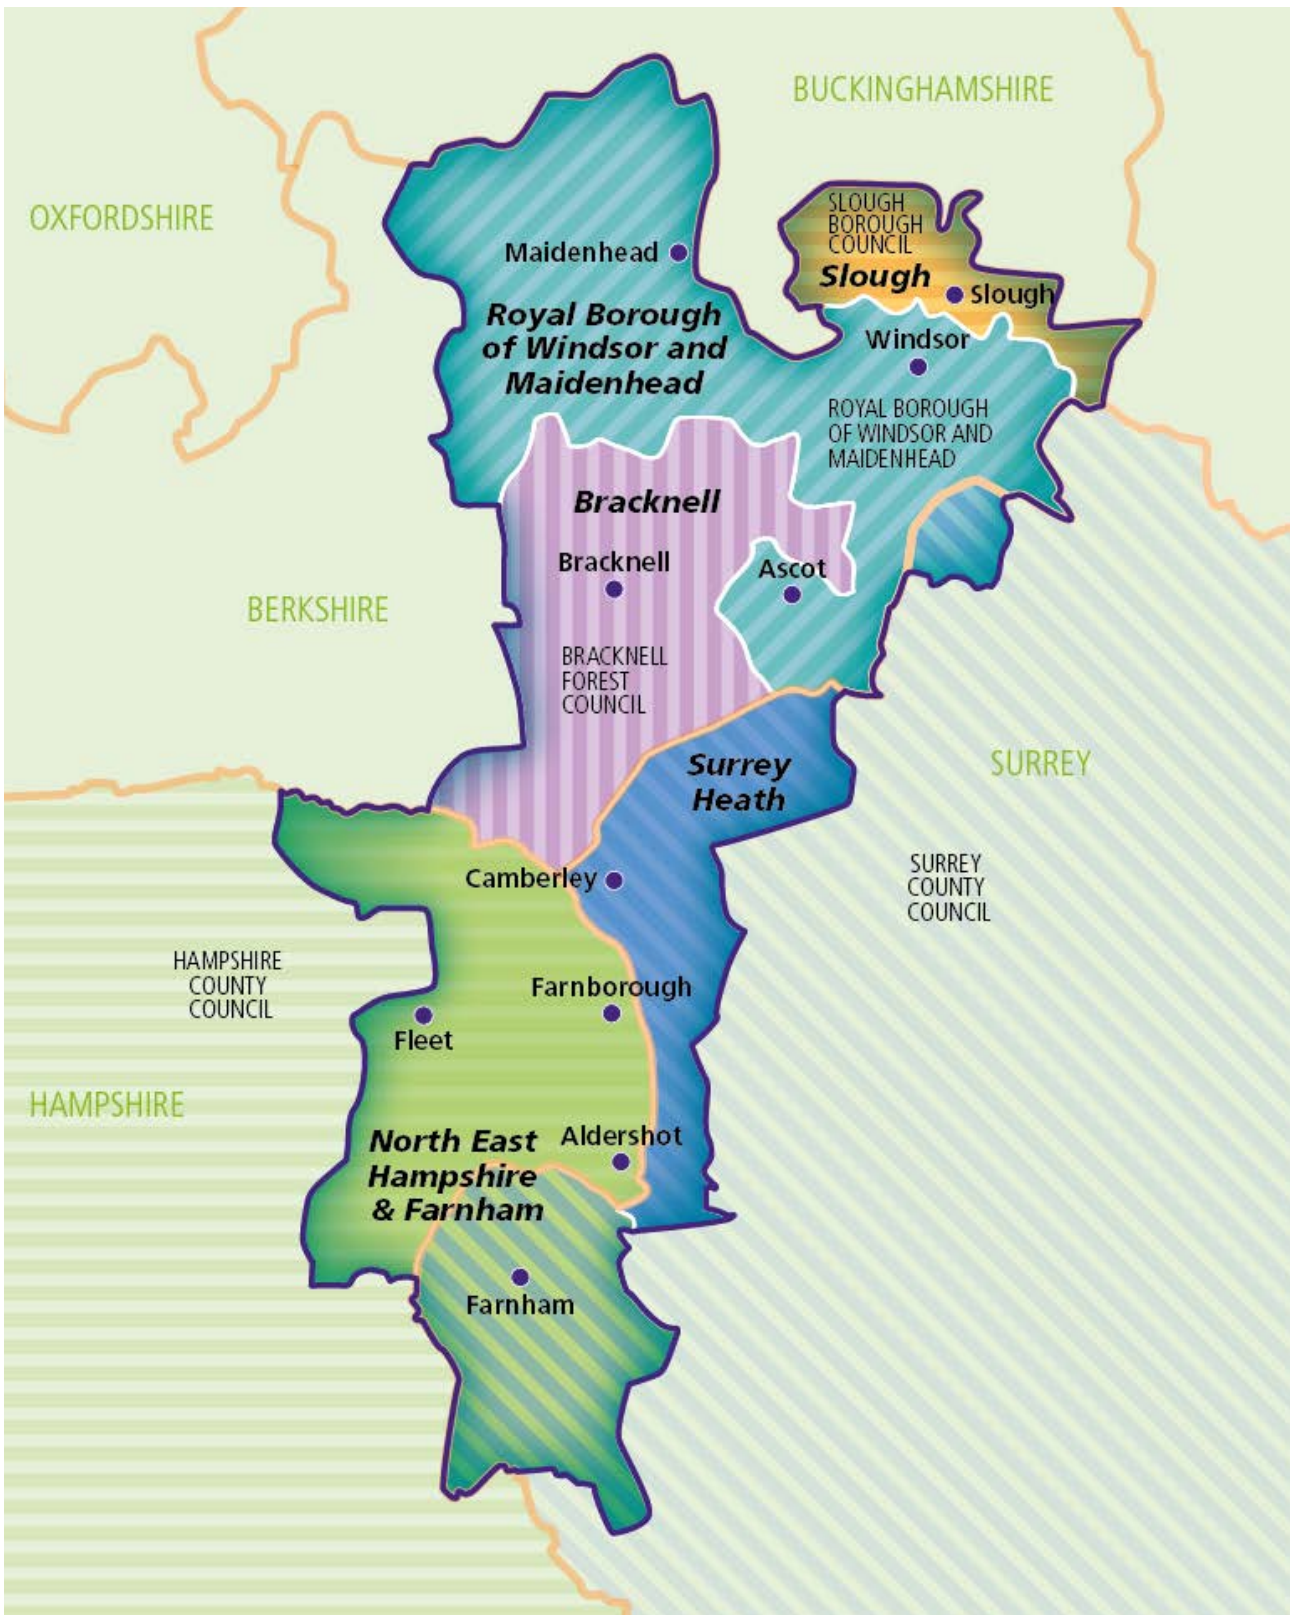 BUCKINGHAMSHIRE
OXFORDSHIRE
SLOUGH
BOROUGH
COUNCIL
Slough
Slough
Maidenhead
Royal Borough
of Windsor and
Maidenhead
Windsor
ROYAL BOROUGH
OF WINDSOR AND
MAIDENHEAD
Bracknell
Bracknell
Ascot
BERKSHIRE
BRACKNELL
FOREST
COUNCIL
Surrey
Heath
SURREY
Camberley
SURREY
COUNTY
COUNCIL
HAMPSHIRE
COUNTY
COUNCIL
Farnborough
Fleet
HAMPSHIRE
North East
Hampshire
& Farnham
Aldershot
Farnham